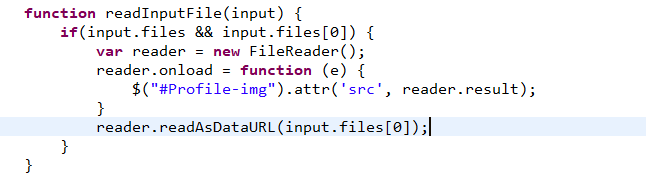 function readInputFile(input) {
    if(input.files && input.files[0]) {
        var reader = new FileReader();
        reader.onload = function (e) {
            $("#Profile-img").attr('src', reader.result);
        }
        reader.readAsDataURL(input.files[0]);
    }
}